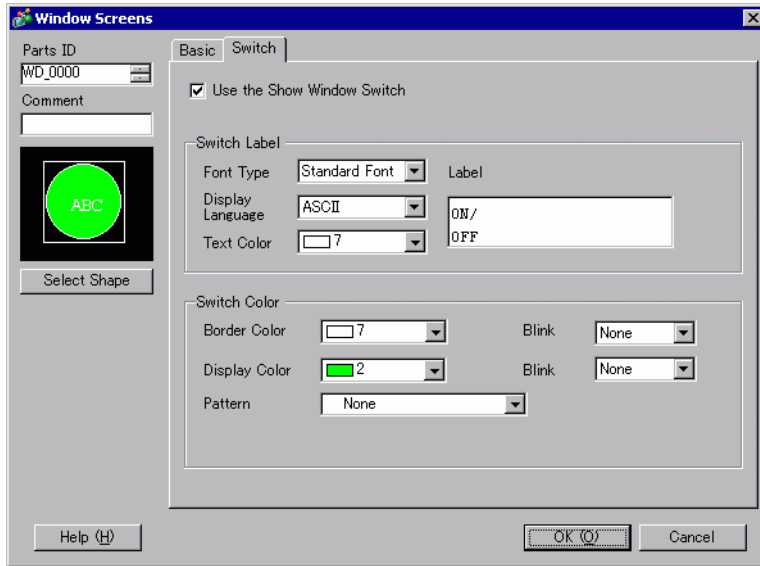 Window Screens
Parts ID
WD_0000
Comment
ABC
Select Shape
Basic Switch
Use the Show Window Switch
Switch Label
Font Type Standard Font Label
Display
Language ASCII
ON/
OFF
Text Color 7
Switch Color
Border Color 7 Blink None
Display Color 2 Blink None
Pattern None
Help (H) OK (O) Cancel